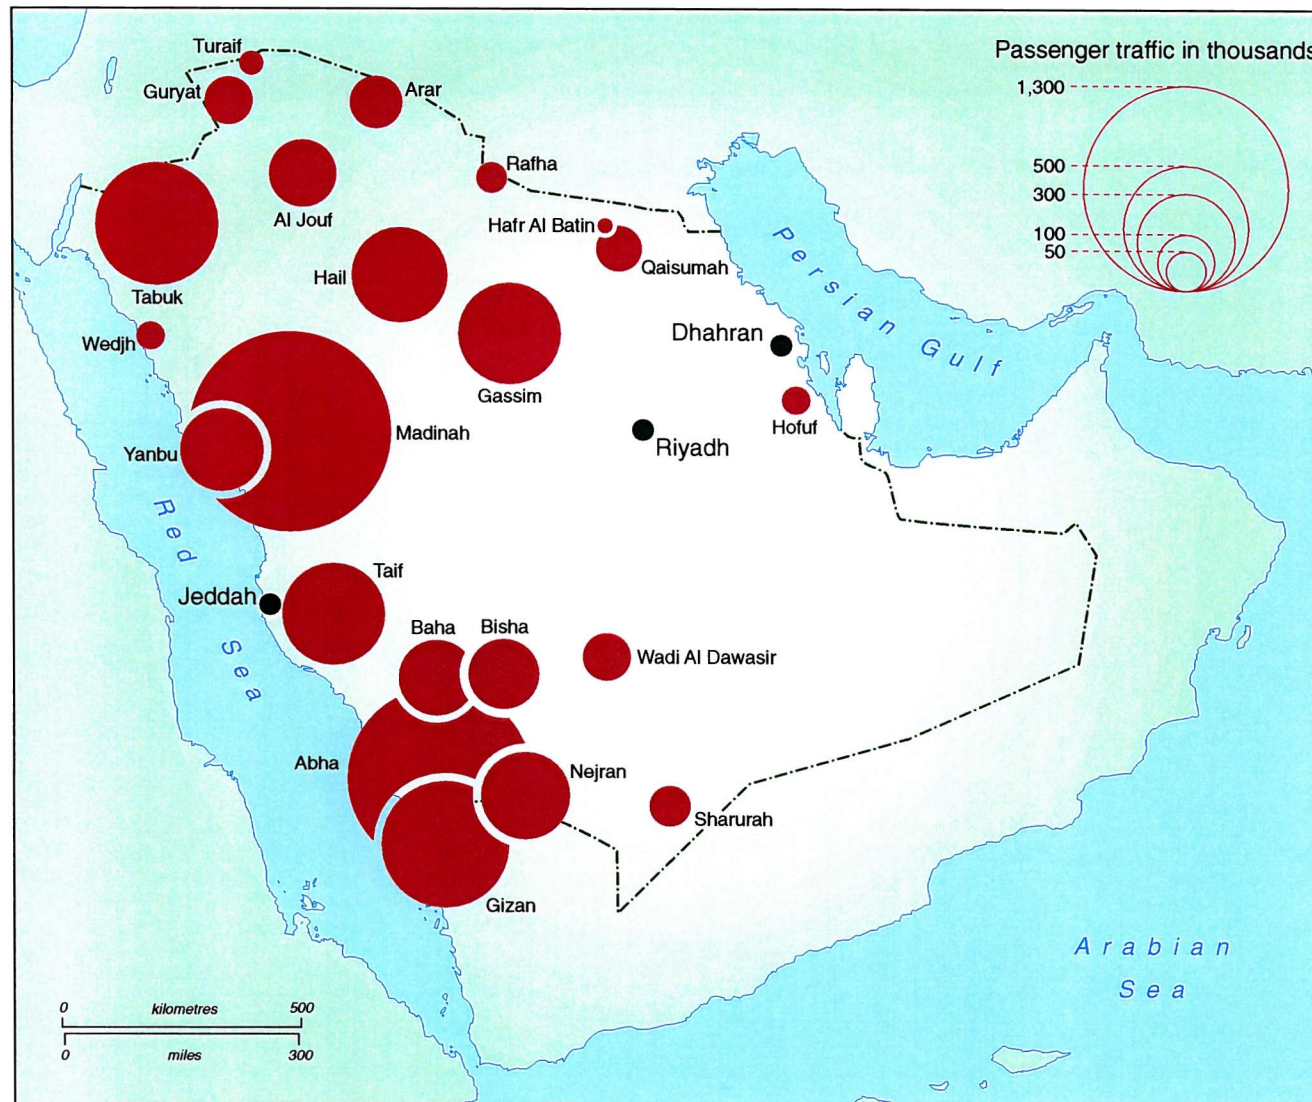 Passenger traffic in thousands
1,300
500
300
100
50
Turaif
Guryat
Arar
Al Jouf
Rafha
Tabuk
Hail
Hafr Al Batin
Qaisumah
Wedjh
Gassim
Dhahran
Persian Gulf
Hofuf
Yanbu
Madinah
Riyadh
Red Sea
Jeddah
Taif
Baha
Bisha
Wadi Al Dawasir
Abha
Nejran
Sharurah
Gizan
Arabian
Sea
0 kilometres 500
0 miles 300